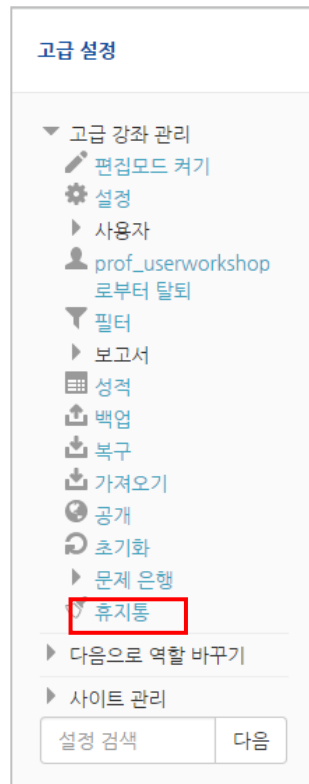 고급 설정
고급 강좌 관리
편집모드 켜기
설정
사용자
prof_userworkshop
로부터 탈퇴
필터
보고서
성적
백업
복구
가져오기
공개
초기화
문제 은행
휴지통
다음으로 역할 바꾸기
사이트 관리
설정 검색 다음